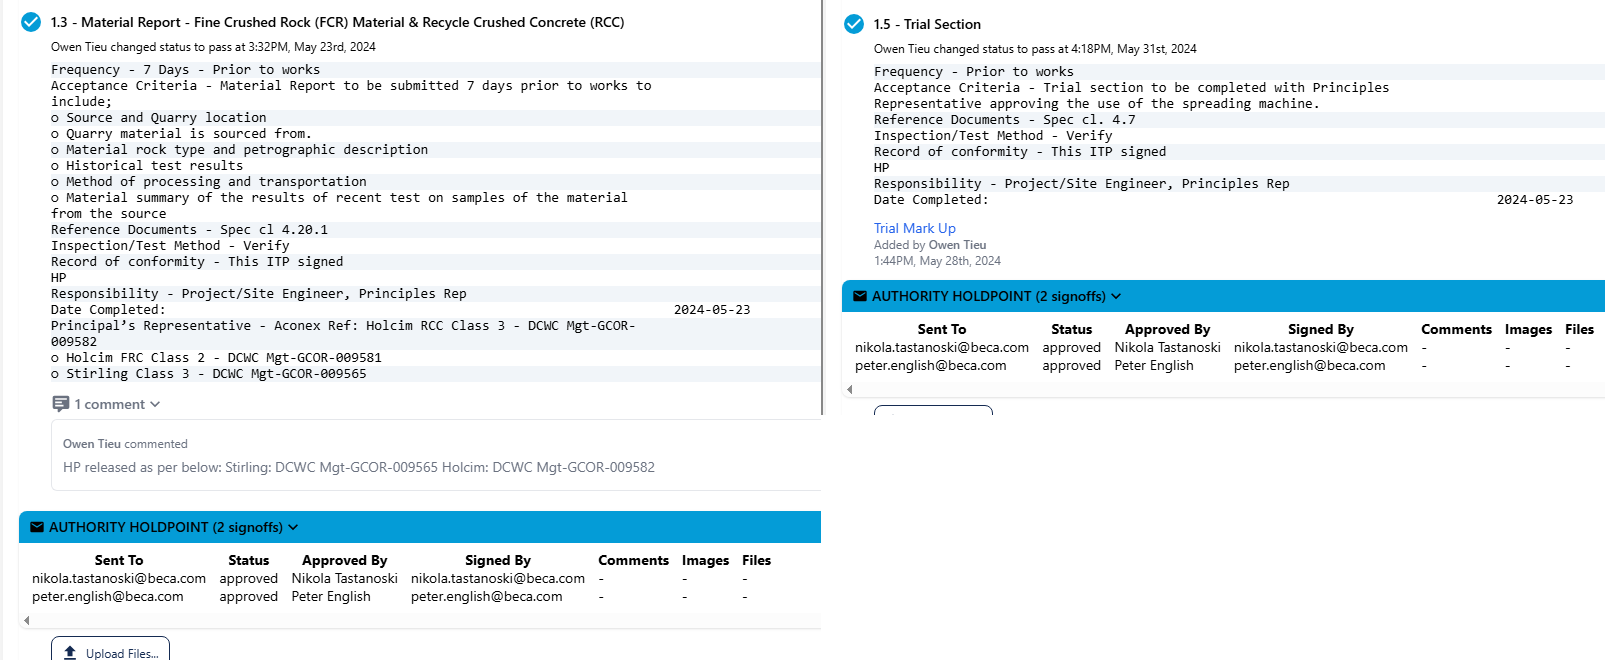 1.3 - Material Report - Fine Crushed Rock (FCR) Material & Recycle Crushed Concrete (RCC)
Owen Tieu changed status to pass at 3:32PM, May 23rd, 2024
Frequency - 7 Days - Prior to works
Acceptance Criteria - Material Report to be submitted 7 days prior to works to
include;
o Source and Quarry location
o Quarry material is sourced from.
o Material rock type and petrographic description
o Historical test results
o Method of processing and transportation
o Material summary of the results of recent test on samples of the material
from the source
Reference Documents - Spec cl 4.20.1
Inspection/Test Method - Verify
Record of conformity - This ITP signed
HP
Responsibility - Project/Site Engineer, Principles Rep
Date Completed: 2024-05-23
Principal’s Representative - Aconex Ref: Holcim RCC Class 3 - DCWC Mgt-GCOR-
009582
o Holcim FRC Class 2 - DCWC Mgt-GCOR-009581
o Stirling Class 3 - DCWC Mgt-GCOR-009565
1 comment
Owen Tieu commented
HP released as per below: Stirling: DCWC Mgt-GCOR-009565 Holcim: DCWC Mgt-GCOR-009582
AUTHORITY HOLDPOINT (2 signoffs)
Sent To Status Approved By Signed By Comments Images Files
nikola.tastanoski@beca.com approved Nikola Tastanoski nikola.tastanoski@beca.com - - -
peter.english@beca.com approved Peter English peter.english@beca.com - - -
Upload Files...
1.5 - Trial Section
Owen Tieu changed status to pass at 4:18PM, May 31st, 2024
Frequency - Prior to works
Acceptance Criteria - Trial section to be completed with Principles
Representative approving the use of the spreading machine.
Reference Documents - Spec cl. 4.7
Inspection/Test Method - Verify
Record of conformity - This ITP signed
HP
Responsibility - Project/Site Engineer, Principles Rep
Date Completed: 2024-05-23
Trial Mark Up
Added by Owen Tieu
1:44PM, May 28th, 2024
AUTHORITY HOLDPOINT (2 signoffs)
Sent To Status Approved By Signed By Comments Images Files
nikola.tastanoski@beca.com approved Nikola Tastanoski nikola.tastanoski@beca.com - - -
peter.english@beca.com approved Peter English peter.english@beca.com - - -